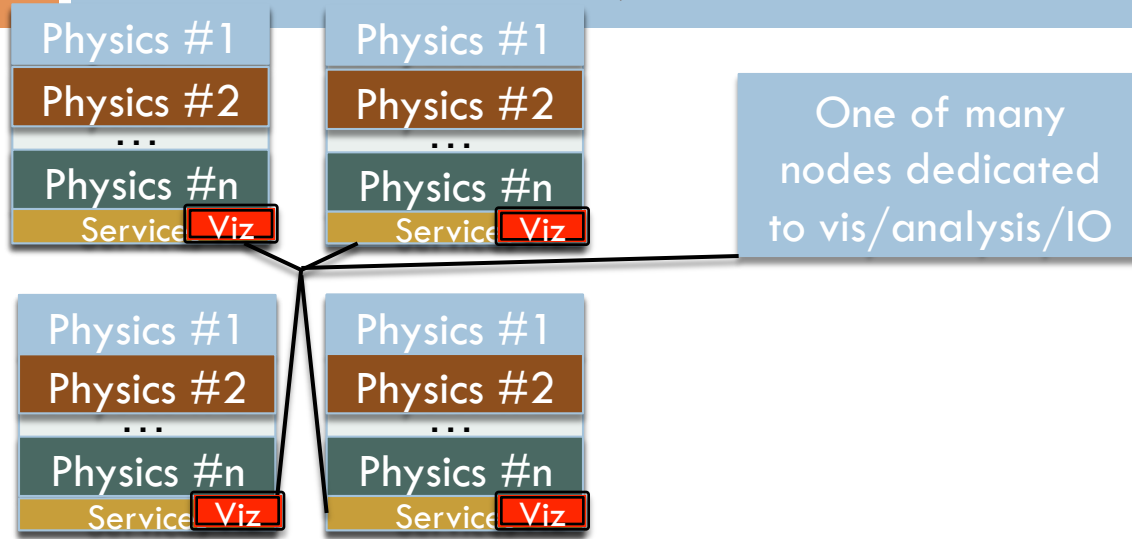 Physics #1
Physics #2
...
Physics #n
Service
Viz
Physics #1
Physics #2
...
Physics #n
Service
Viz
One of many
nodes dedicated
to vis/analysis/IO
Physics #1
Physics #2
...
Physics #n
Service
Viz
Physics #1
Physics #2
...
Physics #n
Service
Viz